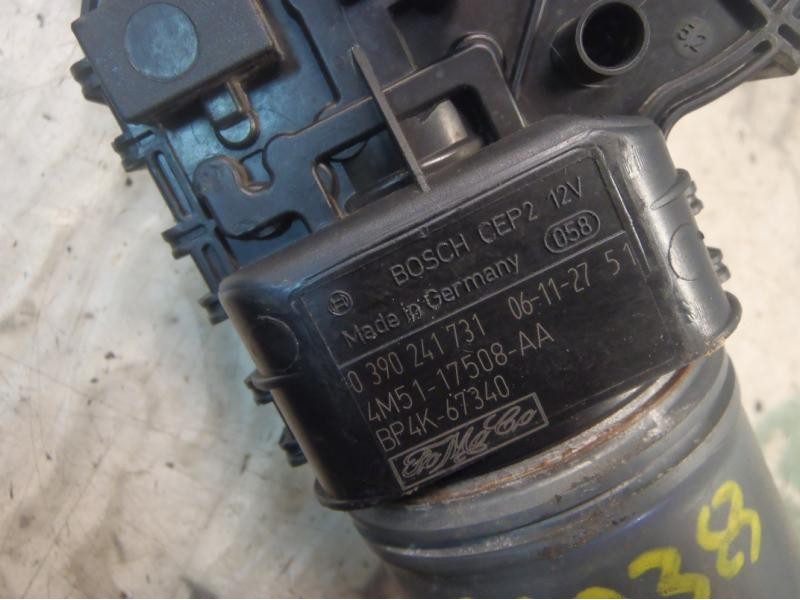 BOSCH CEP2 12V
Made in Germany 058
0 390 241 731 06-11-27 51
4M51-17508-AA
BP4K-67340
FoMoCo